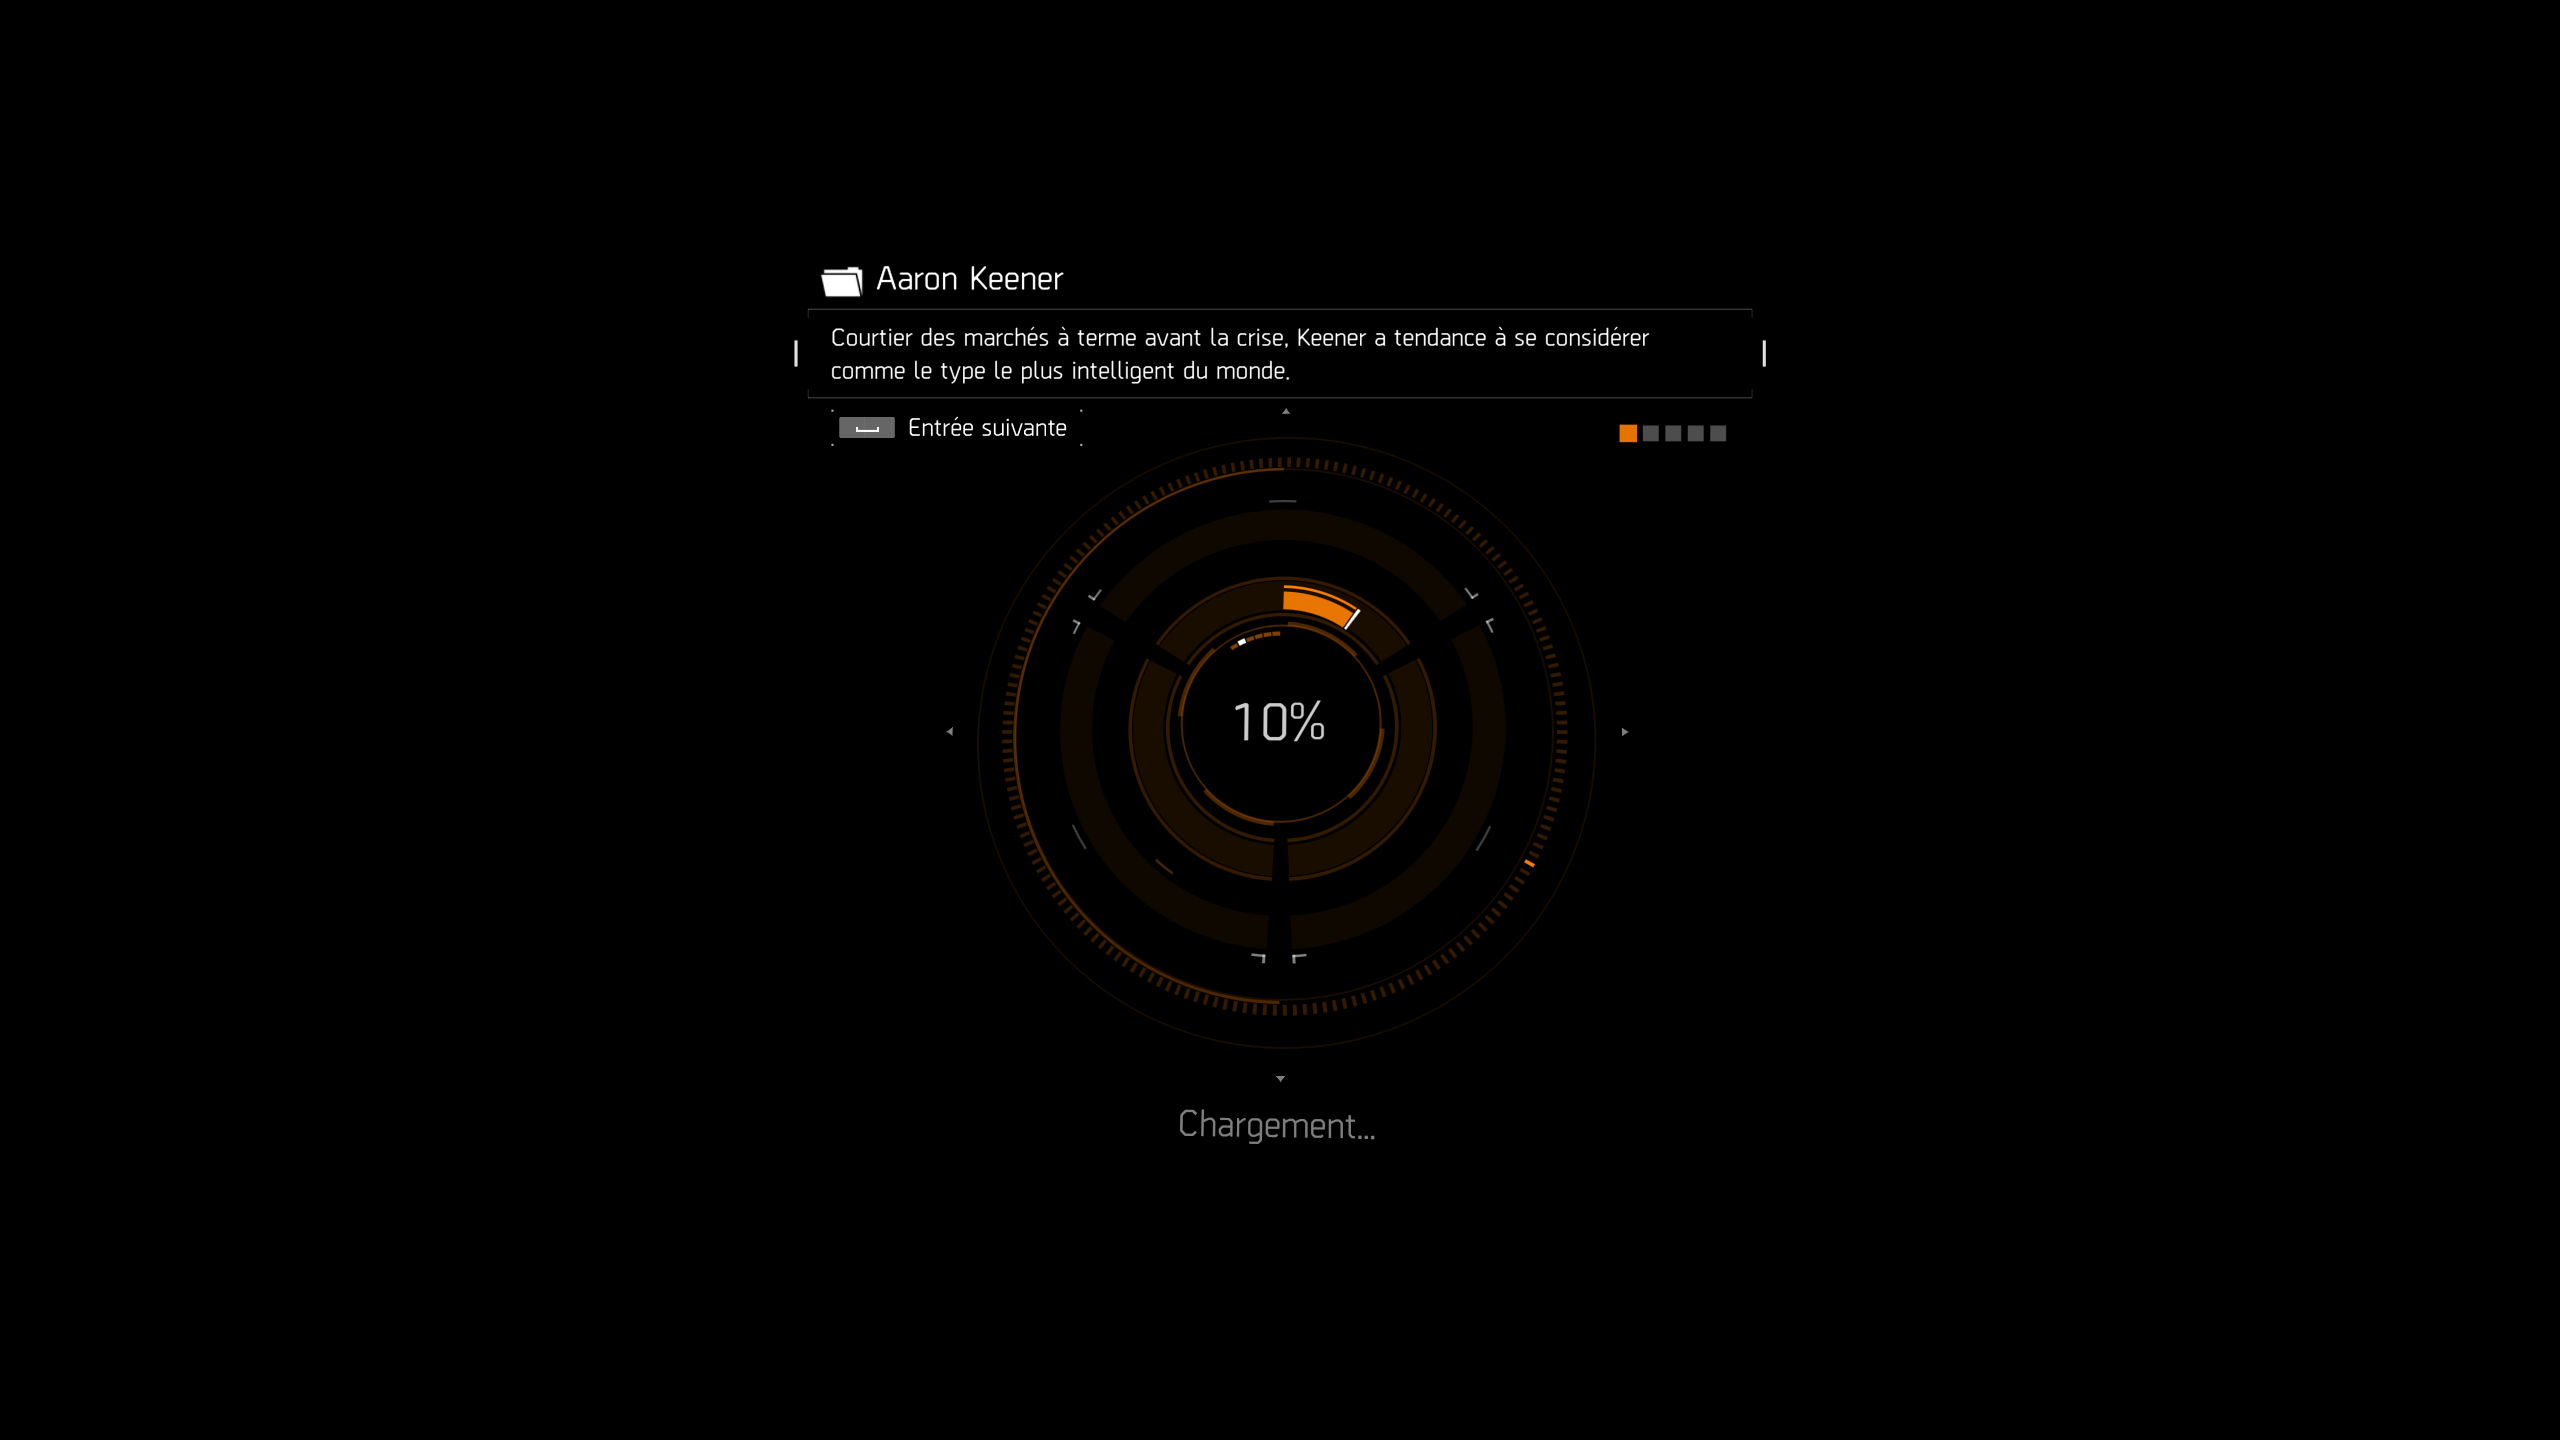 Aaron Keener
Courtier des marchés à terme avant la crise, Keener a tendance à se considérer
comme le type le plus intelligent du monde.
Entrée suivante
10%
Chargement...